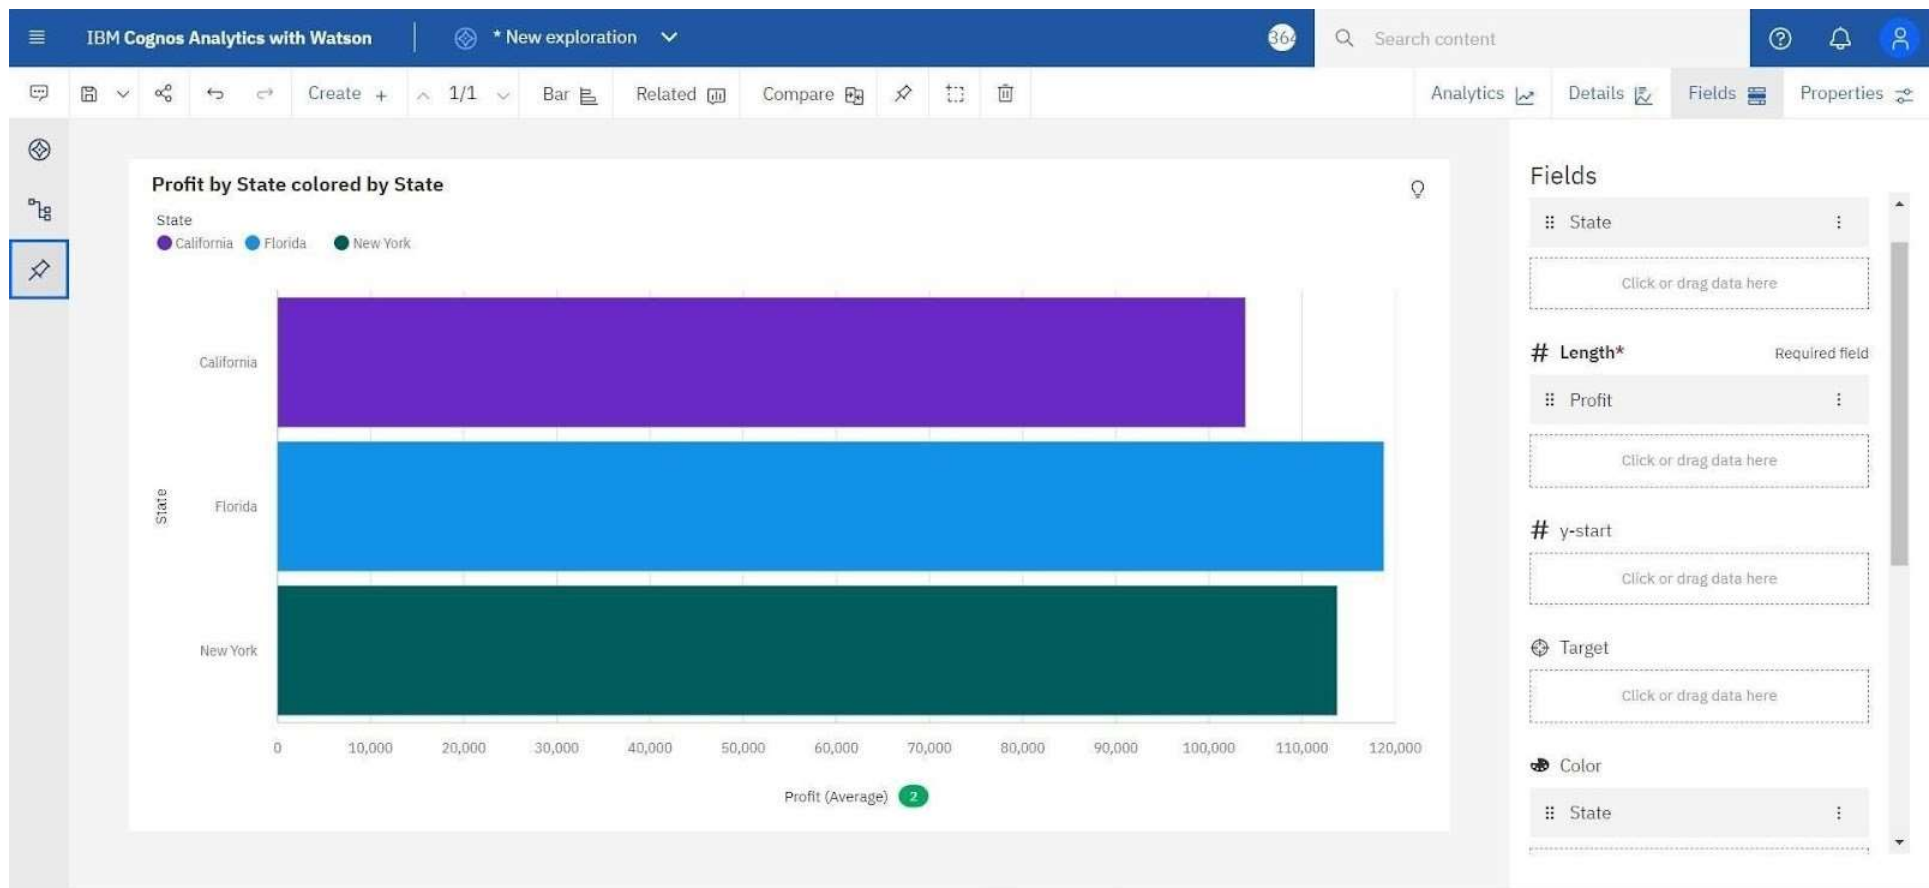 IBM Cognos Analytics with Watson
* New exploration
364
Search content
Create +
1/1
Bar
Related
Compare
Analytics
Details
Fields
Properties
Profit by State colored by State
State
California Florida New York
California
Florida
New York
State
0 10,000 20,000 30,000 40,000 50,000 60,000 70,000 80,000 90,000 100,000 110,000 120,000
Profit (Average) 2
Fields
State
Click or drag data here
# Length* Required field
Profit
Click or drag data here
# y-start
Click or drag data here
Target
Click or drag data here
Color
State